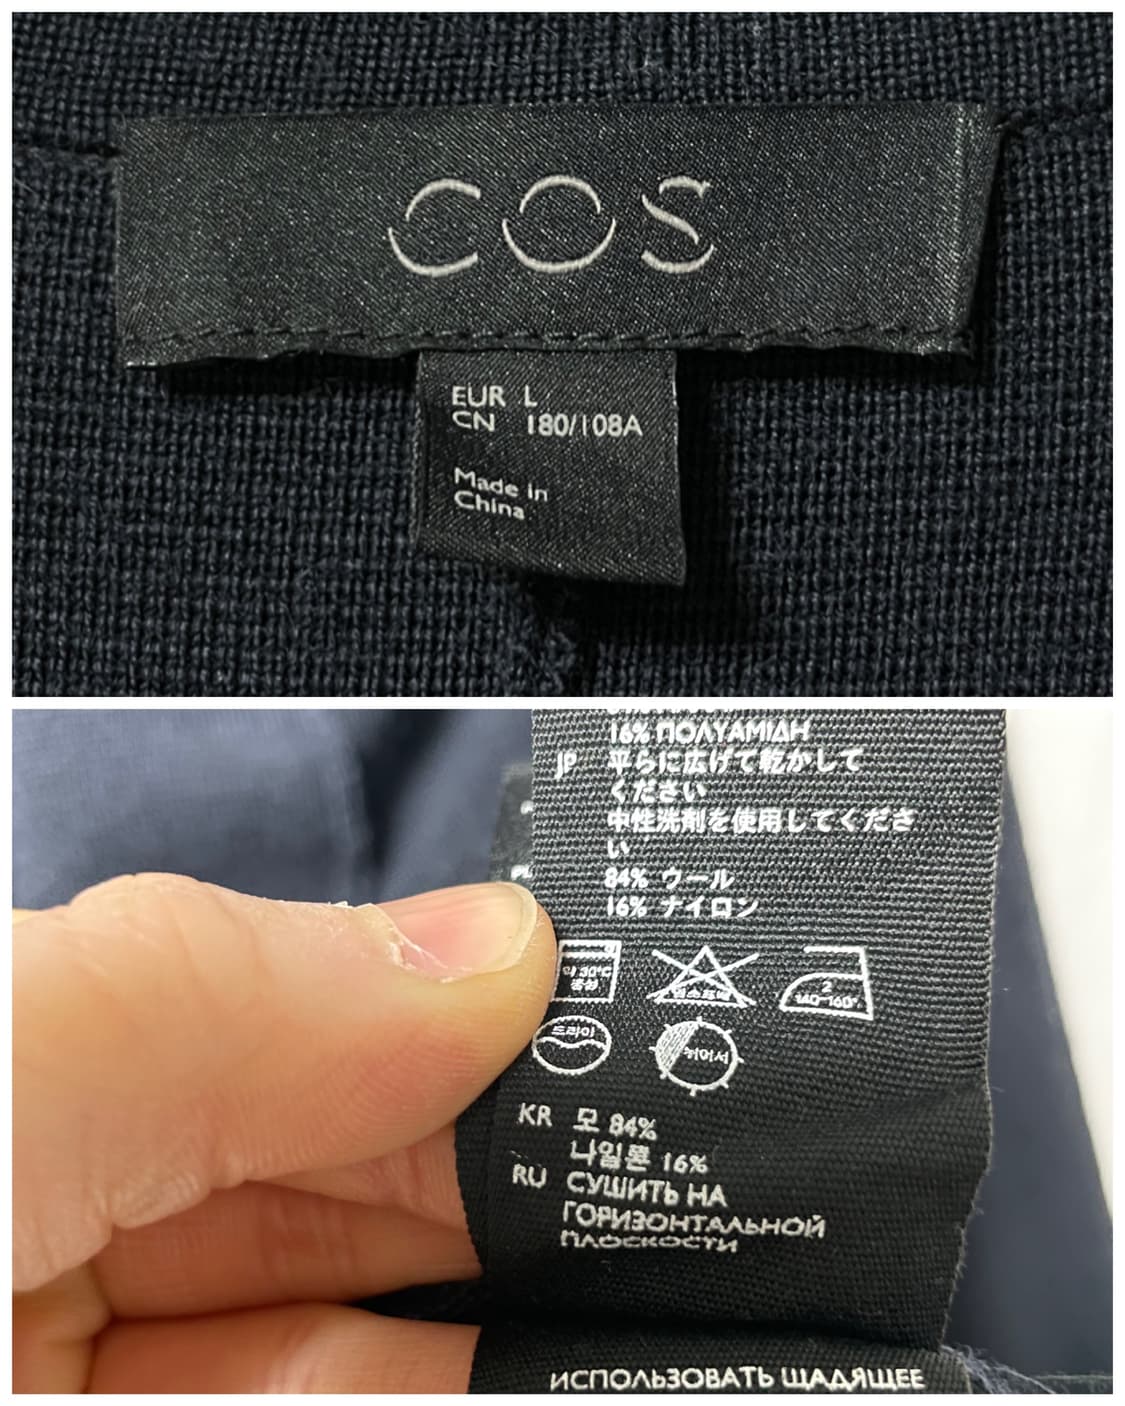 COS
EUR L
CN 180/108A
Made in
China
16% ΠΟΛΥΑΜΙΔΗ
JP 平らに広げて乾かして
ください
中性洗剤を使用してくださ
い
84% ウール
16% ナイロン
약 30°C
중성
2
140~160°
드라이
뉘어서
KR 모 84%
나일론 16%
RU СУШИТЬ НА
ГОРИЗОНТАЛЬНОЙ
ПЛОСКОСТИ
ИСПОЛЬЗОВАТЬ ЩАДЯЩЕЕ